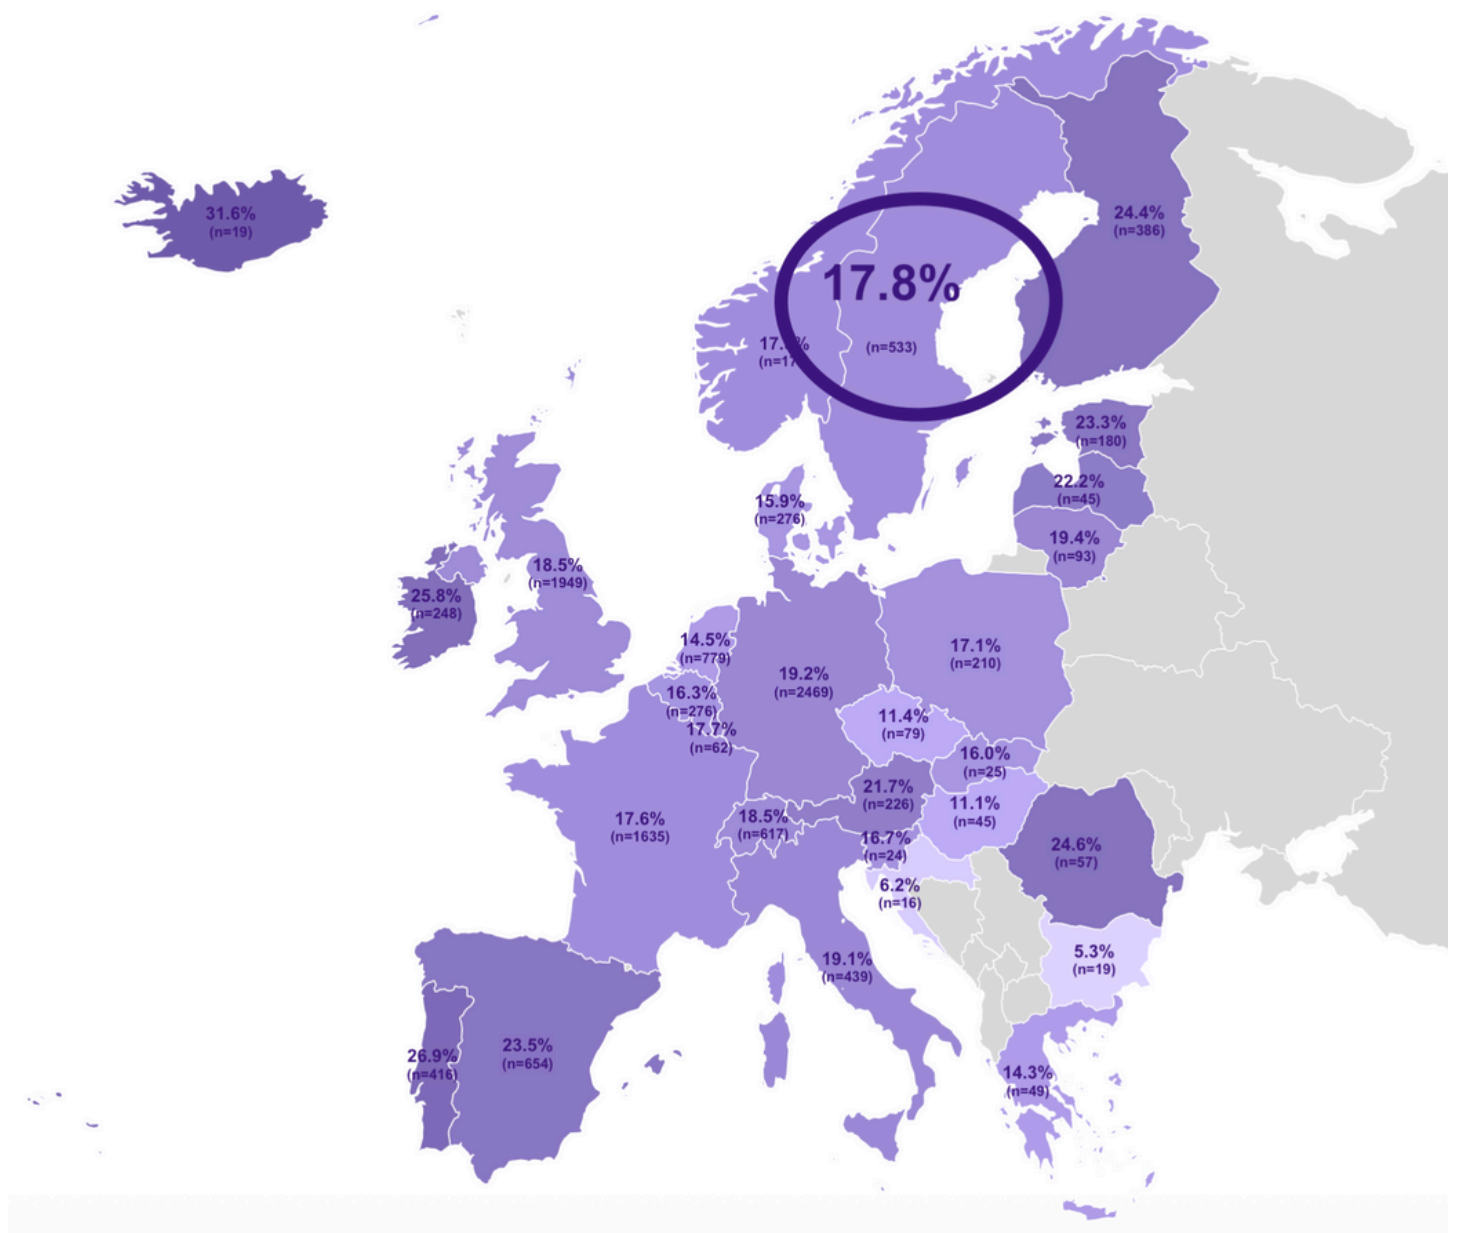 31.6%
(n=19)
24.4%
(n=386)
17.8%
(n=533)
23.3%
(n=180)
22.2%
(n=45)
19.4%
(n=93)
15.9%
(n=276)
18.5%
(n=1949)
25.8%
(n=248)
14.5%
(n=779)
16.3%
(n=276)
17.7%
(n=62)
19.2%
(n=2469)
17.1%
(n=210)
11.4%
(n=79)
16.0%
(n=25)
21.7%
(n=226)
11.1%
(n=45)
18.5%
(n=617)
16.7%
(n=24)
6.2%
(n=16)
17.6%
(n=1635)
24.6%
(n=57)
5.3%
(n=19)
19.1%
(n=439)
26.9%
(n=416)
23.5%
(n=654)
14.3%
(n=49)